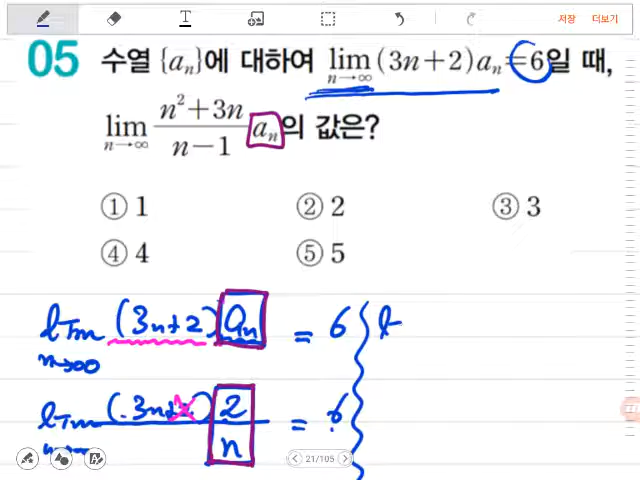 저장 더보기
05 수열 {aₙ}에 대하여 lim_{n→∞} (3n+2)aₙ=6일 때,
lim_{n→∞} (n²+3n)/(n−1) aₙ의 값은?
① 1 ② 2 ③ 3
④ 4 ⑤ 5
lim_{n→∞} (3n+2) aₙ = 6
lim (3n+2) 2/n = 6
21/105